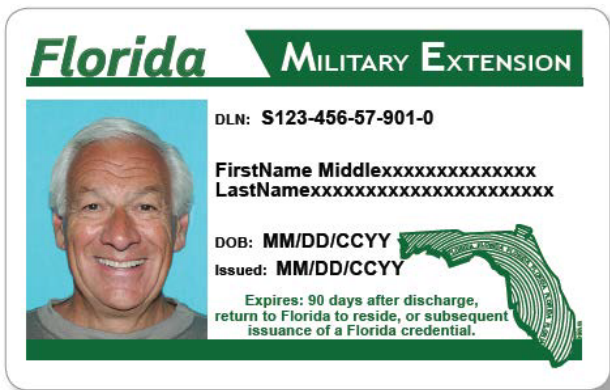 Florida
MILITARY EXTENSION
DLN: S123-456-57-901-0
FirstName Middlexxxxxxxxxxxxxx
LastNamexxxxxxxxxxxxxxxxxxxxxx
DOB: MM/DD/CCYY
Issued: MM/DD/CCYY
Expires: 90 days after discharge,
return to Florida to reside, or subsequent
issuance of a Florida credential.